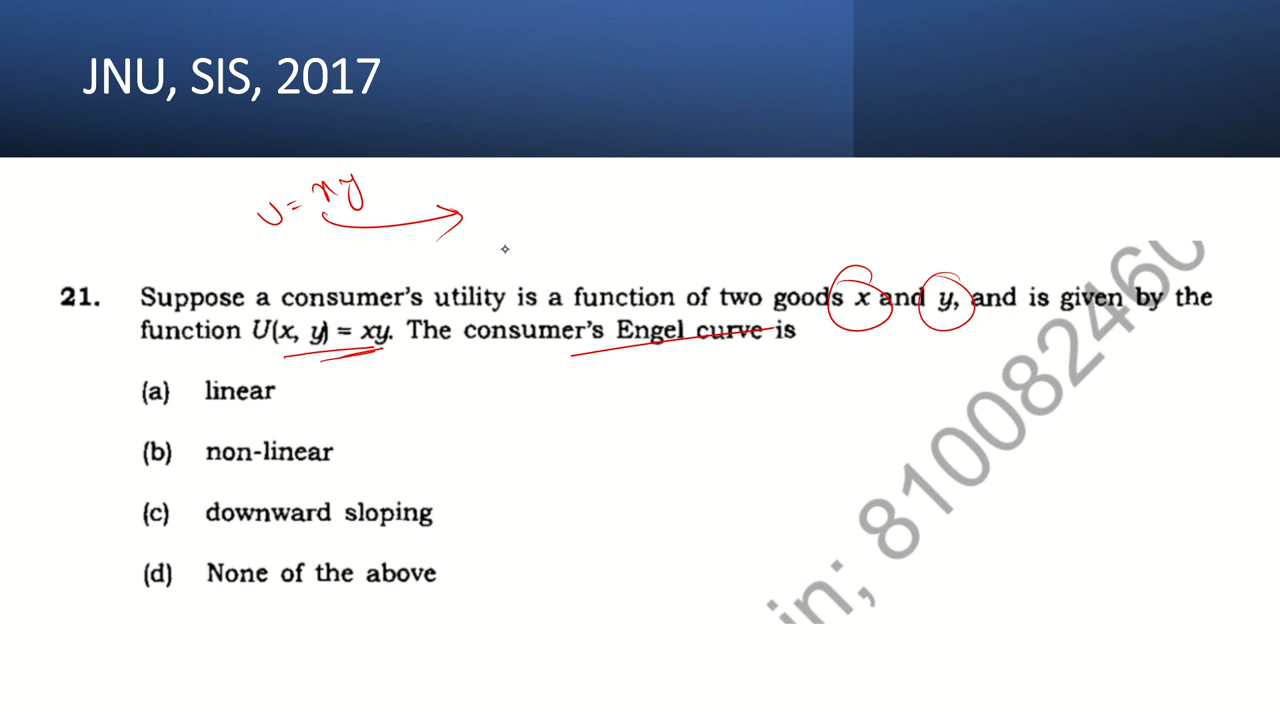 JNU, SIS, 2017
U = xy
21. Suppose a consumer's utility is a function of two goods x and y, and is given by the
function U(x, y) = xy. The consumer's Engel curve is
(a) linear
(b) non-linear
(c) downward sloping
(d) None of the above
in; 810082460